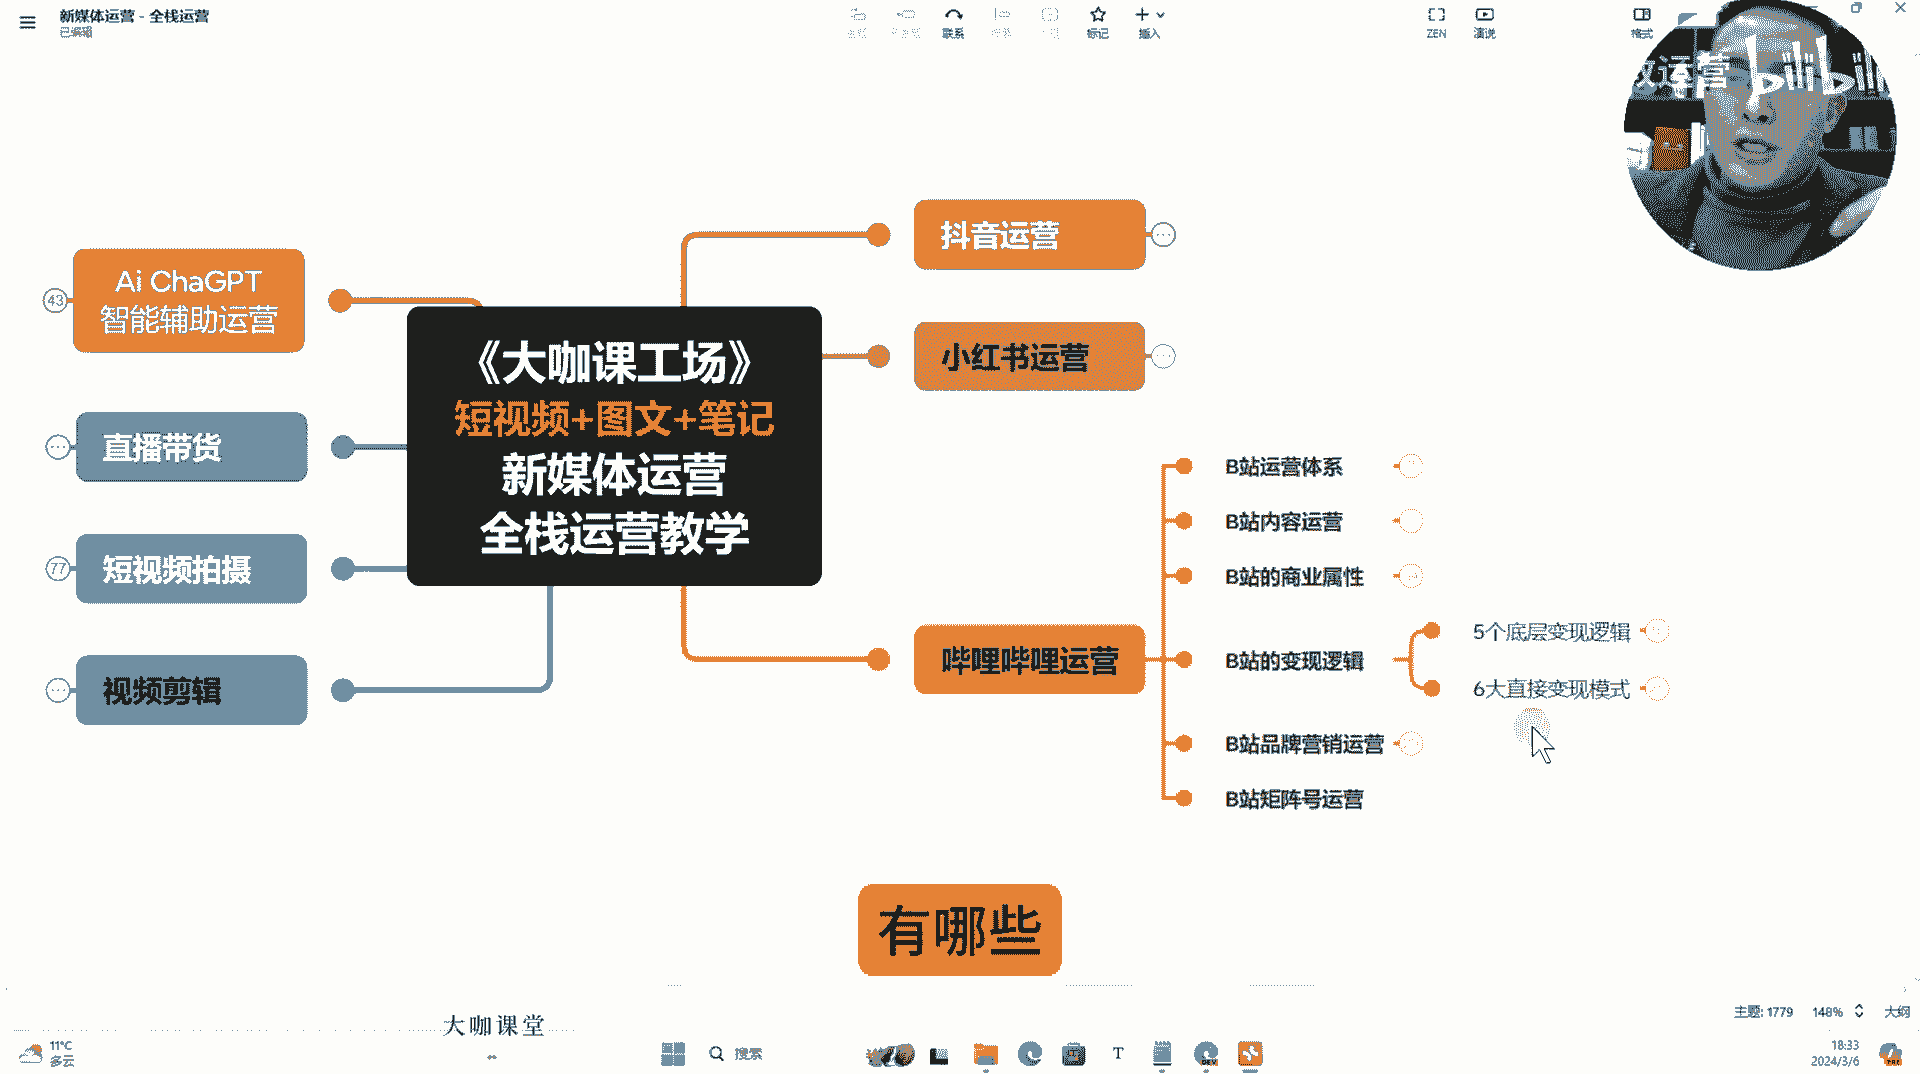 新媒体运营 - 全栈运营
已编辑
联系
标记
插入
ZEN
演说
格式
教运营 bilibili
Ai ChaGPT
智能辅助运营
43
直播带货
短视频拍摄
77
视频剪辑
《大咖课工场》
短视频+图文+笔记
新媒体运营
全栈运营教学
抖音运营
小红书运营
哔哩哔哩运营
B站运营体系
B站内容运营
B站的商业属性
B站的变现逻辑
5个底层变现逻辑
6大直接变现模式
B站品牌营销运营
B站矩阵号运营
有哪些
主题: 1779
148%
大纲
大咖课堂
11°C
多云
搜索
18:33
2024/3/6